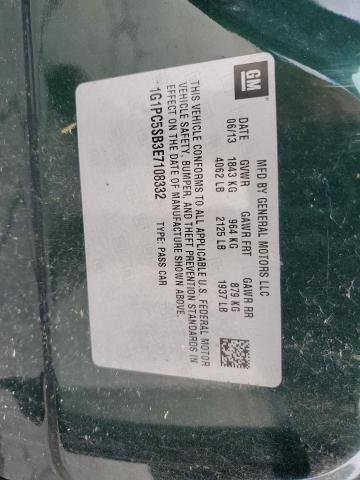 GM
MFD BY GENERAL MOTORS LLC
DATE GVWR GAWR FRT GAWR RR
06/13 1843 KG 964 KG 879 KG
4062 LB 2125 LB 1937 LB
THIS VEHICLE CONFORMS TO ALL APPLICABLE U.S. FEDERAL MOTOR
VEHICLE SAFETY, BUMPER, AND THEFT PREVENTION STANDARDS IN
EFFECT ON THE DATE OF MANUFACTURE SHOWN ABOVE.
1G1PC5SB3E7108332 TYPE: PASS CAR